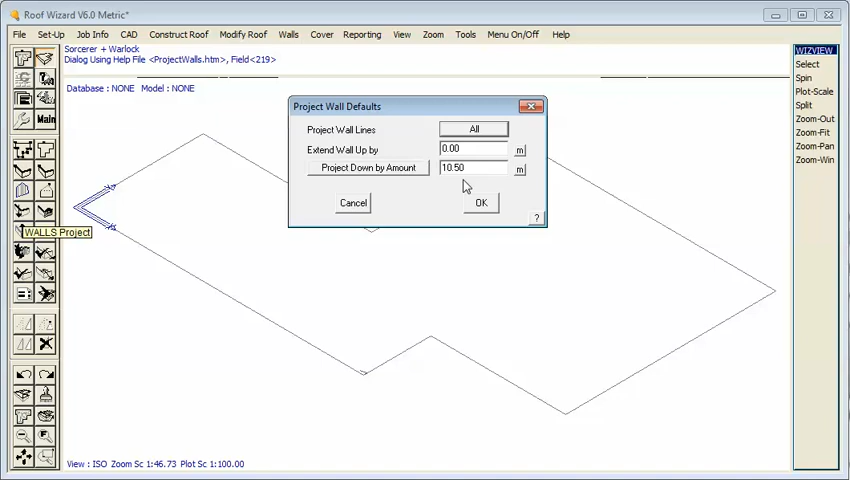 Roof Wizard V6.0 Metric*
File Set-Up Job Info CAD Construct Roof Modify Roof Walls Cover Reporting View Zoom Tools Menu On/Off Help
Sorcerer + Warlock
Dialog Using Help File <ProjectWalls.htm>, Field<219>
Database : NONE Model : NONE
Main
WALLS Project
Project Wall Defaults
Project Wall Lines All
Extend Wall Up by 0.00 m
Project Down by Amount 10.50 m
Cancel OK
?
WIZVIEW
Select
Spin
Plot-Scale
Split
Zoom-Out
Zoom-Fit
Zoom-Pan
Zoom-Win
View : ISO Zoom Sc 1:46.73 Plot Sc 1:100.00